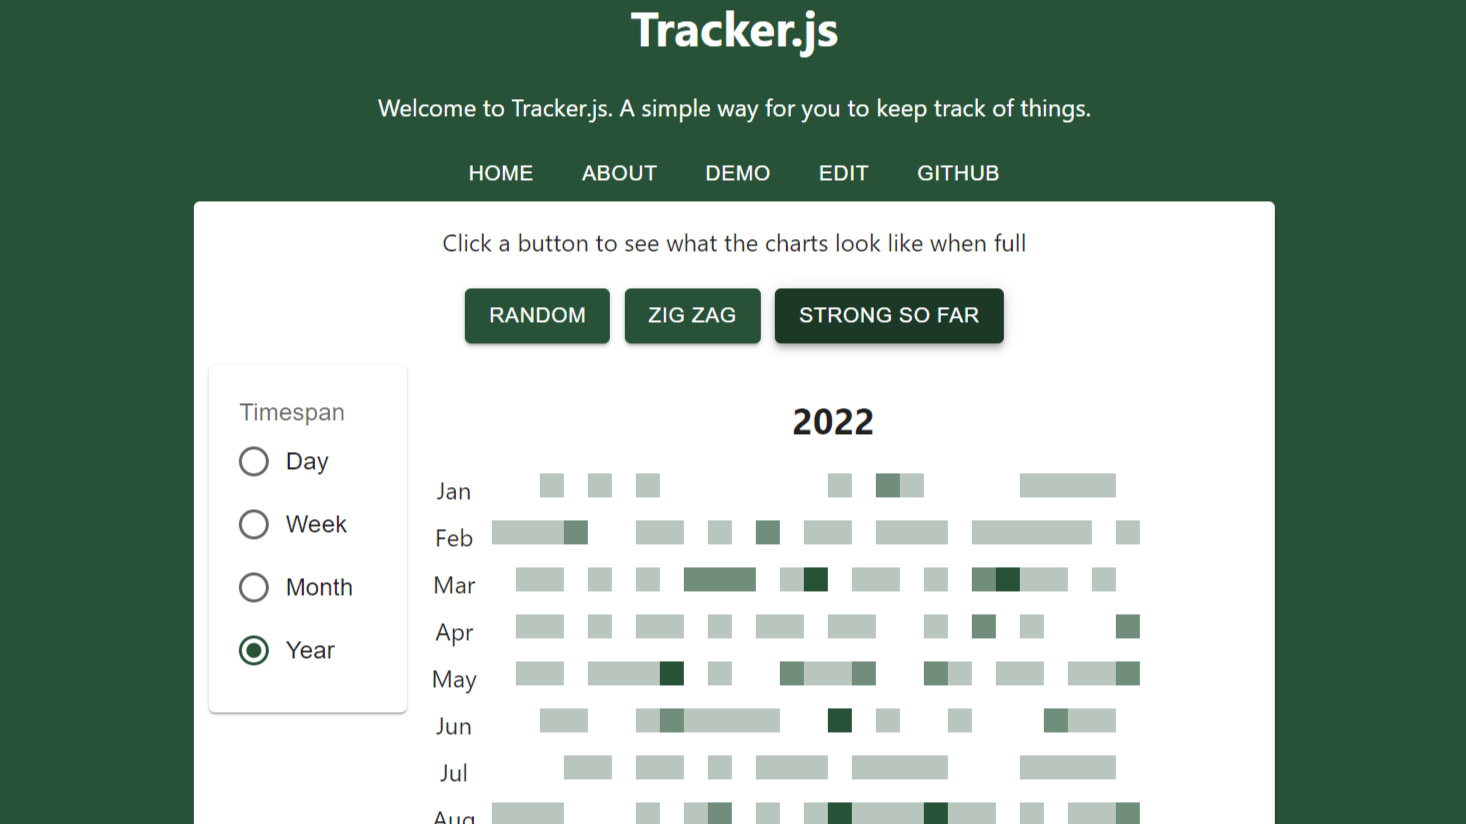 Tracker.js
Welcome to Tracker.js. A simple way for you to keep track of things.
HOME ABOUT DEMO EDIT GITHUB
Click a button to see what the charts look like when full
RANDOM ZIG ZAG STRONG SO FAR
Timespan
Day
Week
Month
Year
2022
Jan
Feb
Mar
Apr
May
Jun
Jul
Aug